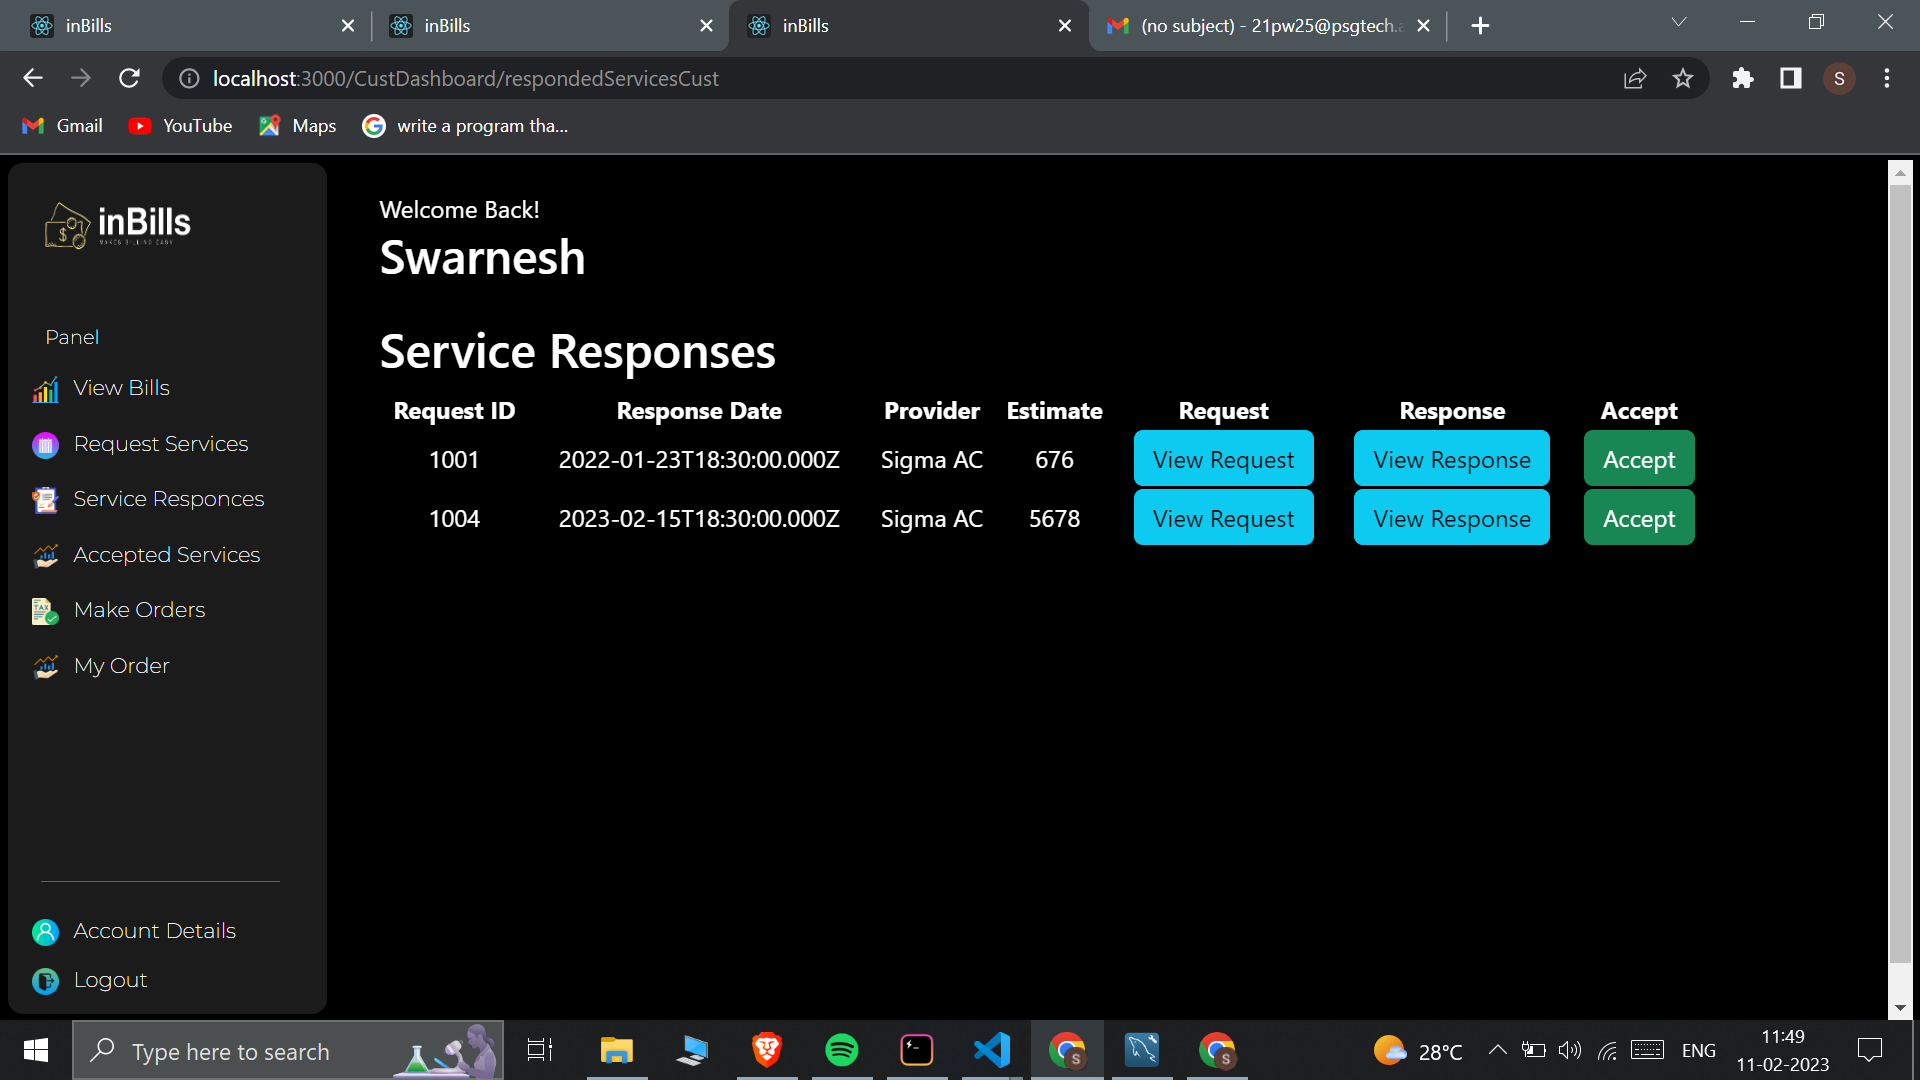 inBills
inBills
inBills
(no subject) - 21pw25@psgtech.a
localhost:3000/CustDashboard/respondedServicesCust
S
Gmail
YouTube
Maps
write a program tha...
inBills
MAKES BILLING EASY
Panel
View Bills
Request Services
Service Responces
Accepted Services
Make Orders
My Order
Account Details
Logout
Welcome Back!
Swarnesh
Service Responses
Request ID Response Date Provider Estimate Request Response Accept
1001 2022-01-23T18:30:00.000Z Sigma AC 676 View Request View Response Accept
1004 2023-02-15T18:30:00.000Z Sigma AC 5678 View Request View Response Accept
Type here to search
28°C
ENG
11:49
11-02-2023